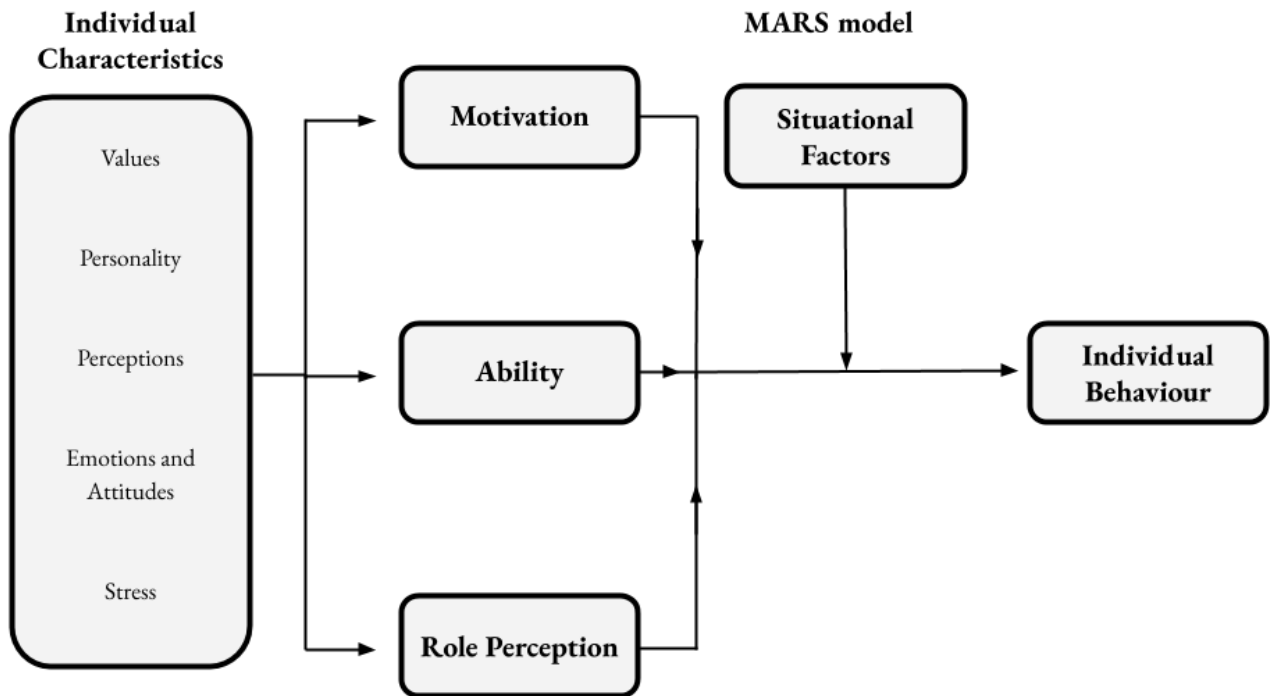 Individual
Characteristics
Values
Personality
Perceptions
Emotions and
Attitudes
Stress
Motivation
Ability
Role Perception
MARS model
Situational
Factors
Individual
Behaviour